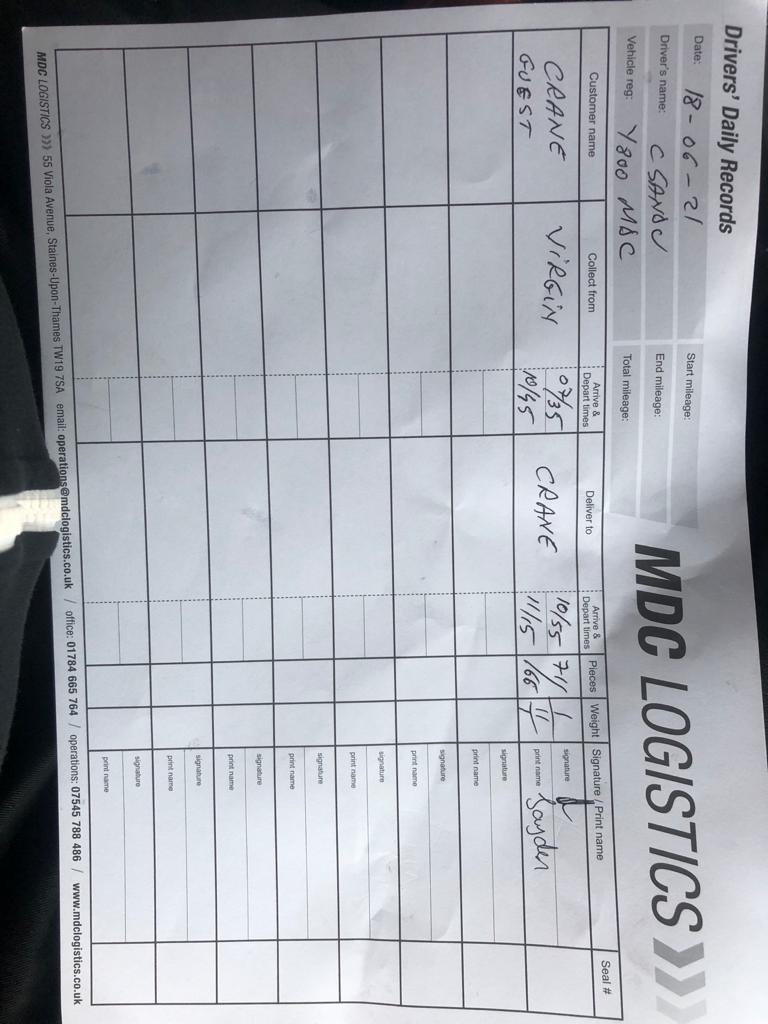 Drivers' Daily Records
MDC LOGISTICS
Date: 18-06-21
Start mileage:
Driver's name: C SANDU
End mileage:
Vehicle reg: Y800 MDC
Total mileage:
Customer name Collect from Arrive & Depart times Deliver to Arrive & Depart times Pieces Weight Signature / Print name Seal #
CRANE VIRGIN 07/35 CRANE 10/55 signature
GUEST 10/45 11/15 print name
signature
print name
signature
print name
signature
print name
signature
print name
signature
print name
signature
print name
signature
print name
MDC LOGISTICS 55 Viola Avenue, Staines-Upon-Thames TW19 7SA email: operations@mdclogistics.co.uk / office: 01784 665 764 / operations: 07545 788 486 / www.mdclogistics.co.uk